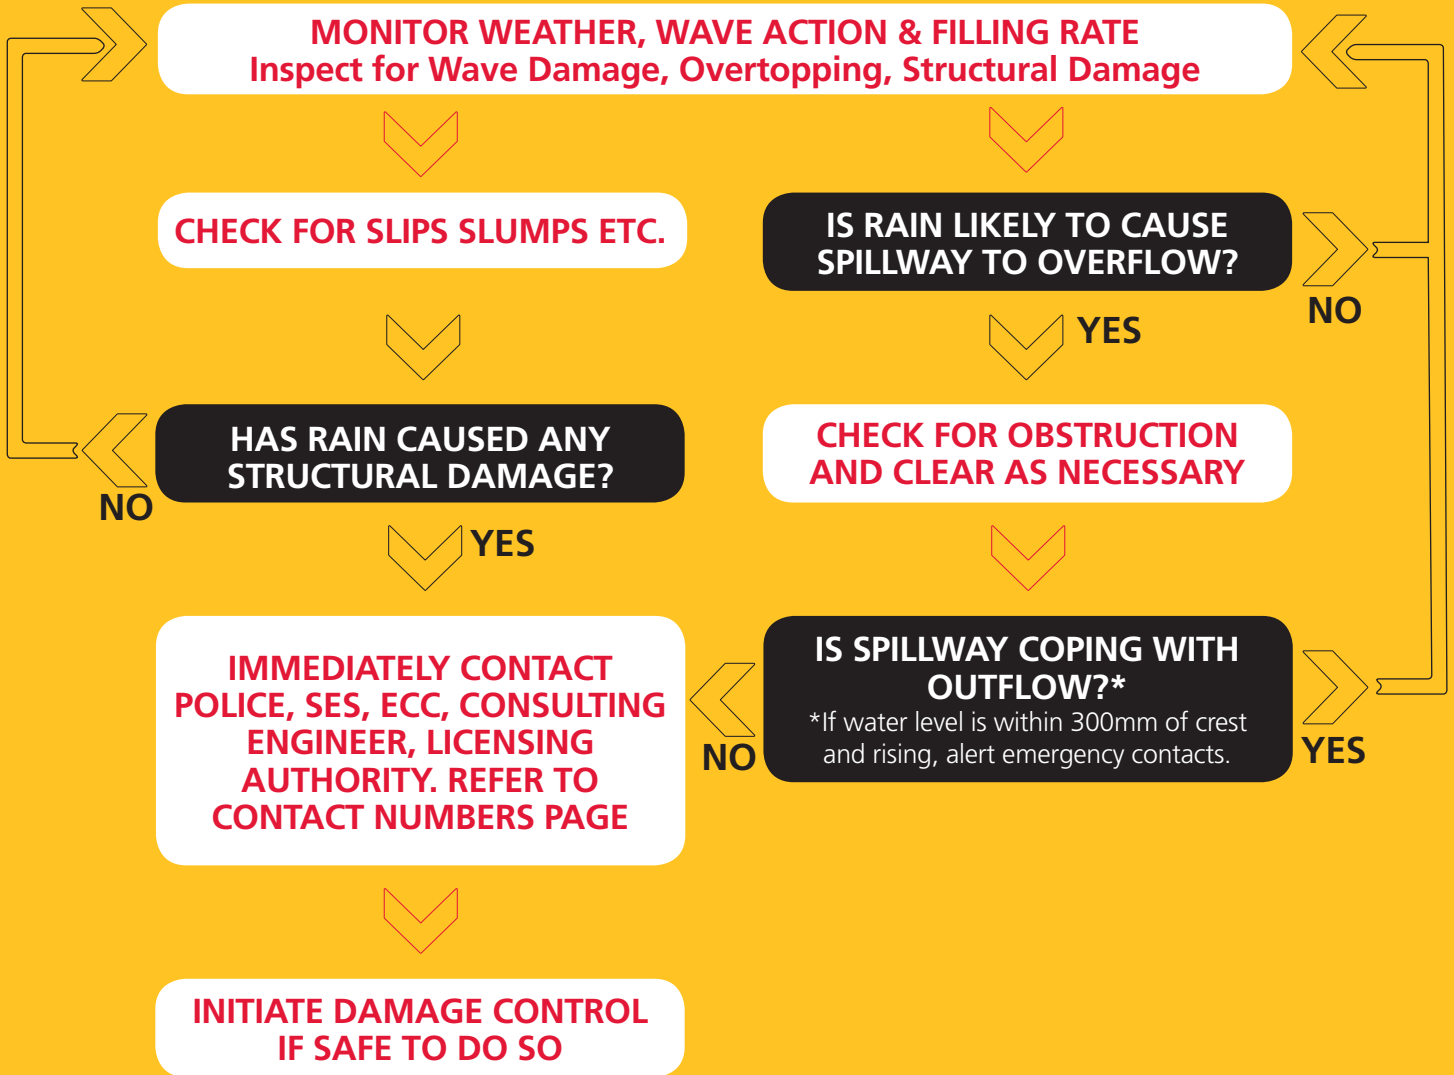 MONITOR WEATHER, WAVE ACTION & FILLING RATE
Inspect for Wave Damage, Overtopping, Structural Damage
CHECK FOR SLIPS SLUMPS ETC.
IS RAIN LIKELY TO CAUSE
SPILLWAY TO OVERFLOW?
NO
YES
HAS RAIN CAUSED ANY
STRUCTURAL DAMAGE?
NO
YES
CHECK FOR OBSTRUCTION
AND CLEAR AS NECESSARY
IMMEDIATELY CONTACT
POLICE, SES, ECC, CONSULTING
ENGINEER, LICENSING
AUTHORITY. REFER TO
CONTACT NUMBERS PAGE
IS SPILLWAY COPING WITH
OUTFLOW?*
*If water level is within 300mm of crest
and rising, alert emergency contacts.
NO
YES
INITIATE DAMAGE CONTROL
IF SAFE TO DO SO